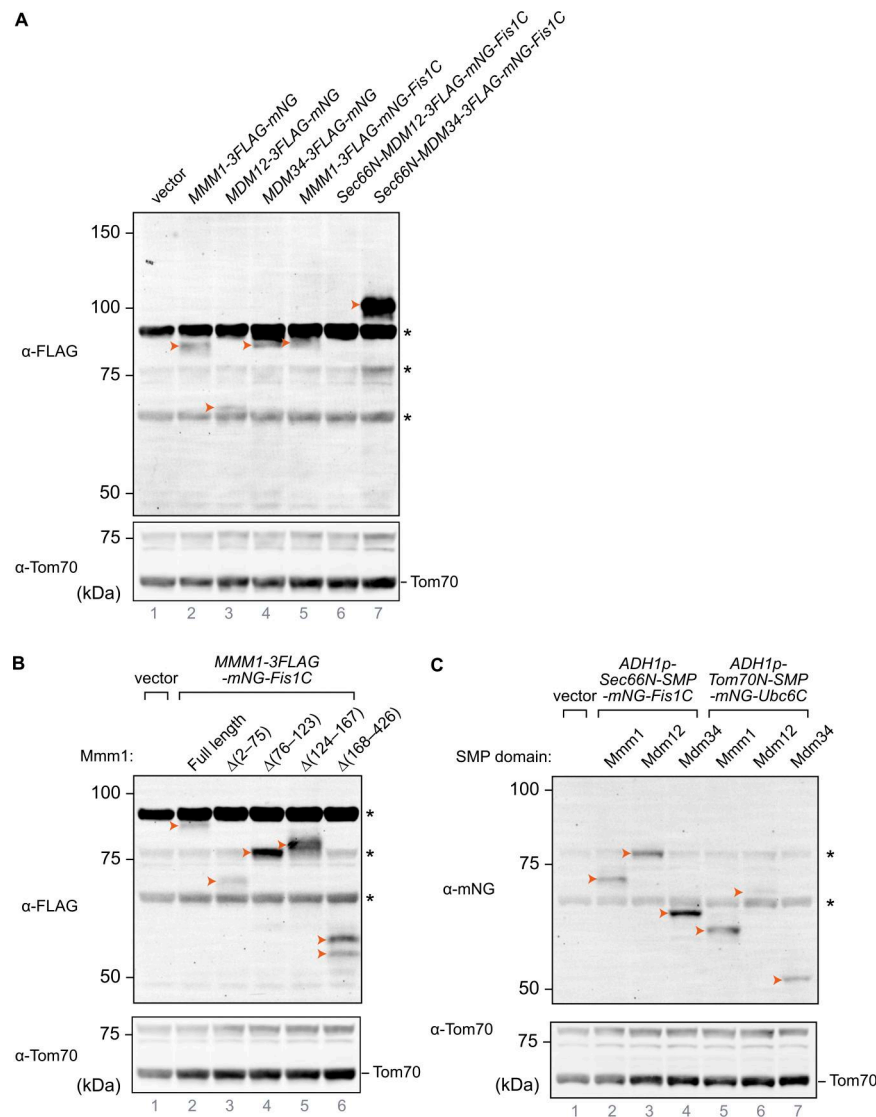 A
vector
MMM1-3FLAG-mNG
MDM12-3FLAG-mNG
MDM34-3FLAG-mNG
MMM1-3FLAG-mNG-Fis1C
Sec66N-MDM12-3FLAG-mNG-Fis1C
Sec66N-MDM34-3FLAG-mNG-Fis1C
150
100
α-FLAG
75
50
*
*
*
75
α-Tom70
Tom70
(kDa)
1 2 3 4 5 6 7
B
vector
MMM1-3FLAG
-mNG-Fis1C
Mmm1:
Full length
Δ(2–75)
Δ(76–123)
Δ(124–167)
Δ(168–426)
100
75
α-FLAG
50
*
*
*
75
α-Tom70
Tom70
(kDa)
1 2 3 4 5 6
C
vector
ADH1p-
Sec66N-SMP
-mNG-Fis1C
ADH1p-
Tom70N-SMP
-mNG-Ubc6C
SMP domain:
Mmm1
Mdm12
Mdm34
Mmm1
Mdm12
Mdm34
100
75
α-mNG
50
*
*
α-Tom70
75
Tom70
(kDa)
1 2 3 4 5 6 7